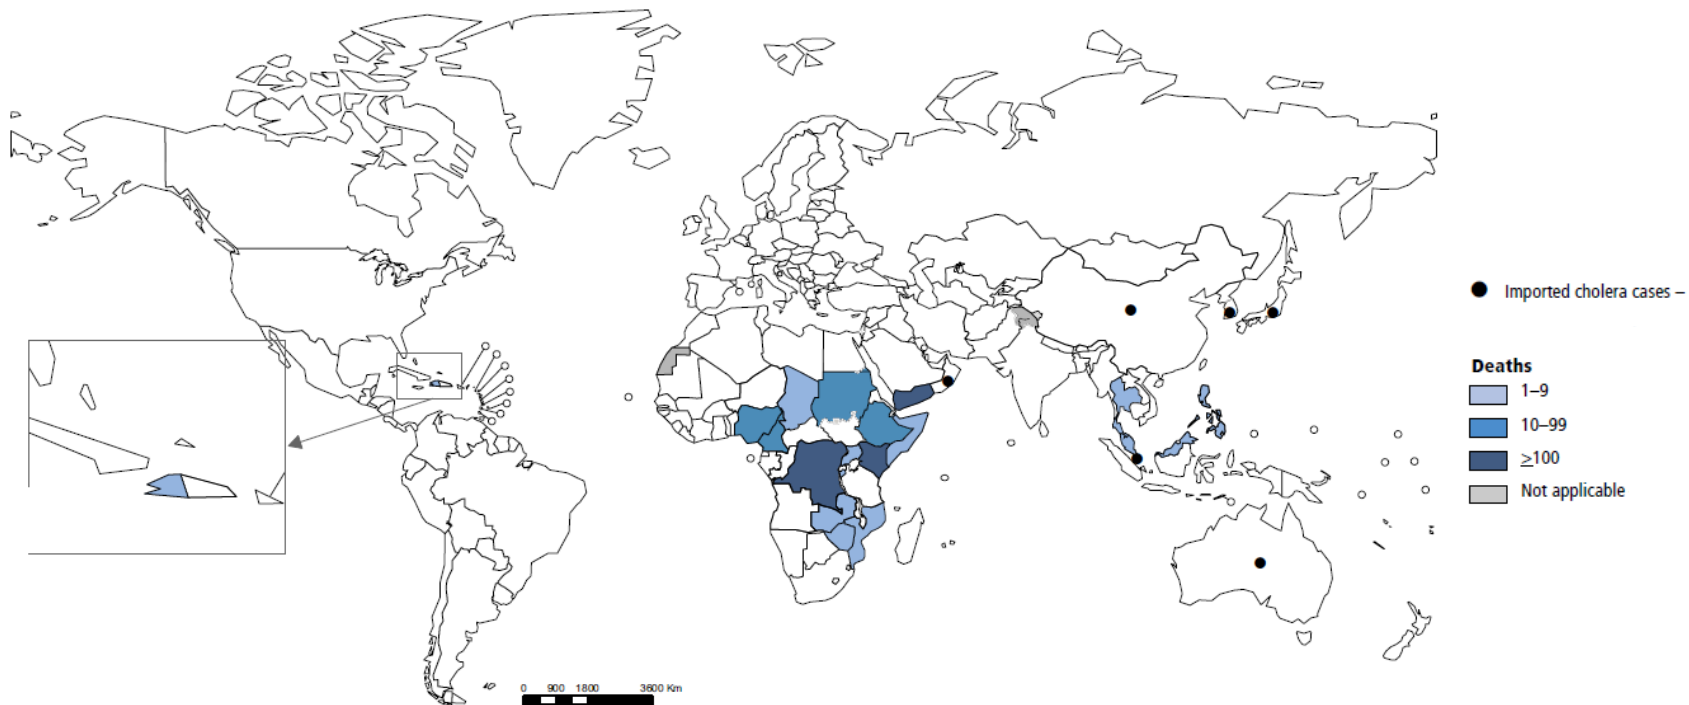 Imported cholera cases –
Deaths
1–9
10–99
≥100
Not applicable
0 900 1800 3600 Km